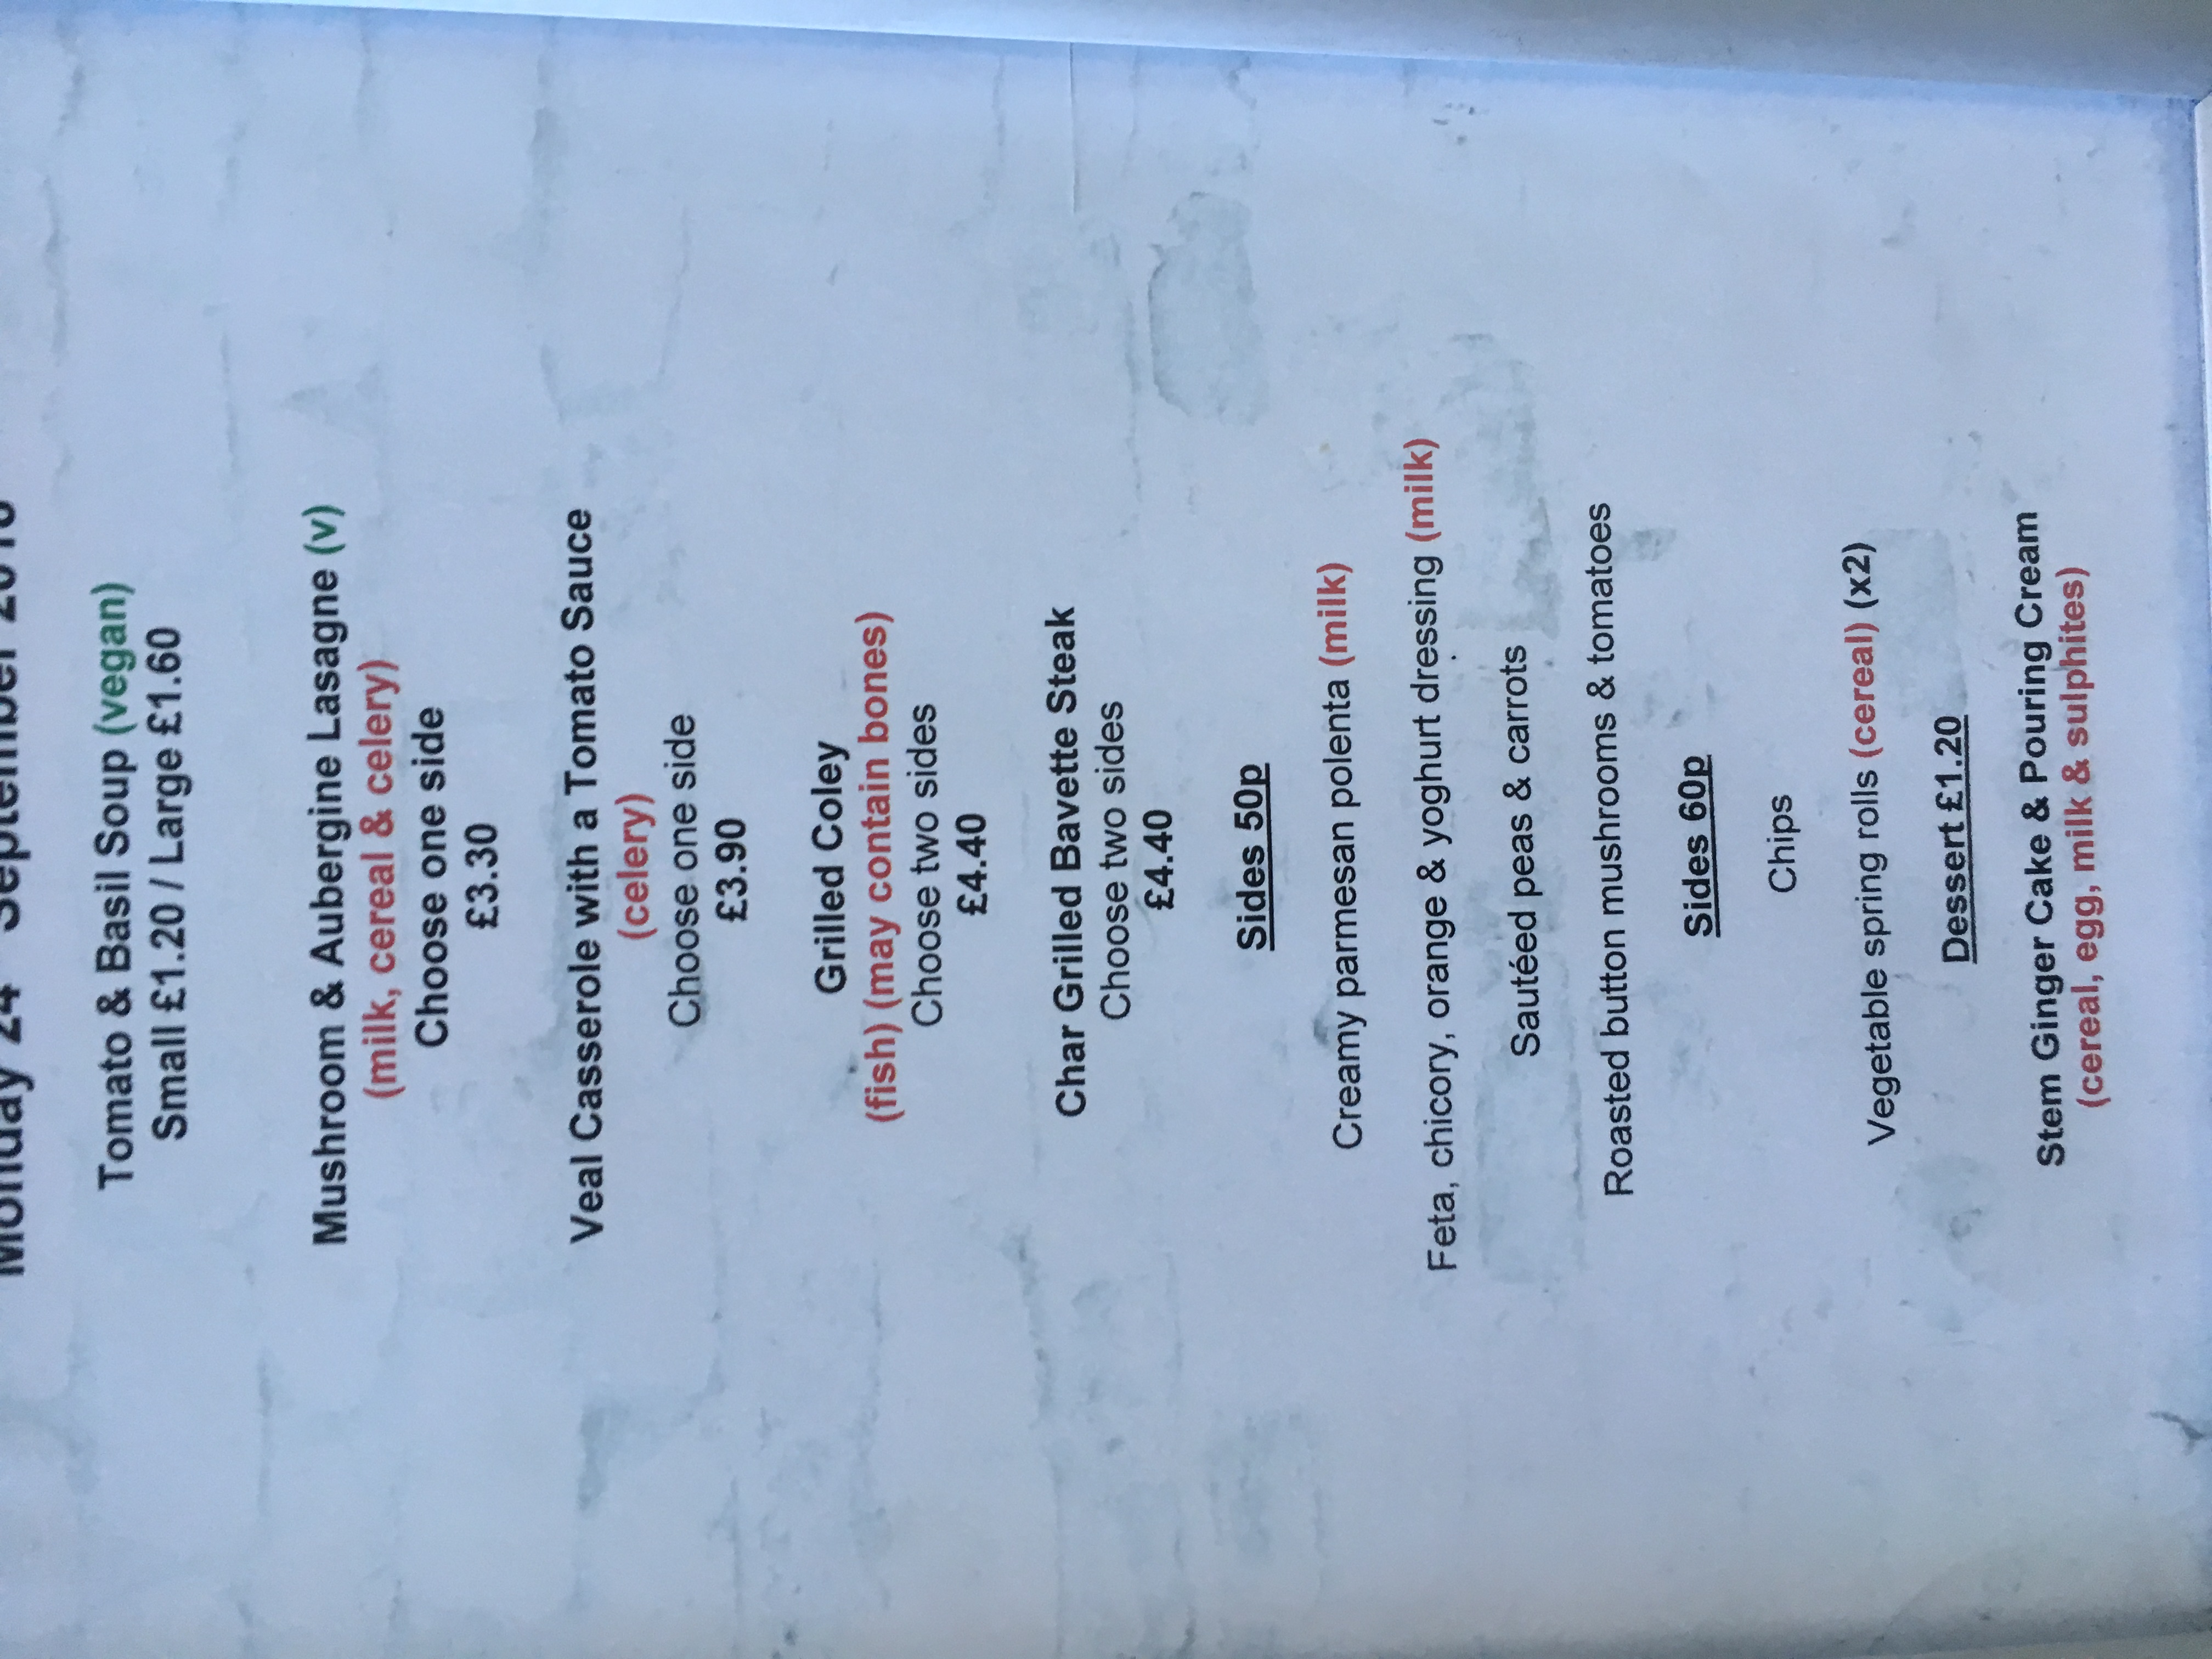 Monday 24 September 2018
Tomato & Basil Soup (vegan)
Small £1.20 / Large £1.60
Mushroom & Aubergine Lasagne (v)
(milk, cereal & celery)
Choose one side
£3.30
Veal Casserole with a Tomato Sauce
(celery)
Choose one side
£3.90
Grilled Coley
(fish) (may contain bones)
Choose two sides
£4.40
Char Grilled Bavette Steak
Choose two sides
£4.40
Sides 50p
Creamy parmesan polenta (milk)
Feta, chicory, orange & yoghurt dressing (milk)
Sautéed peas & carrots
Roasted button mushrooms & tomatoes
Sides 60p
Chips
Vegetable spring rolls (cereal) (x2)
Dessert £1.20
Stem Ginger Cake & Pouring Cream
(cereal, egg, milk & sulphites)